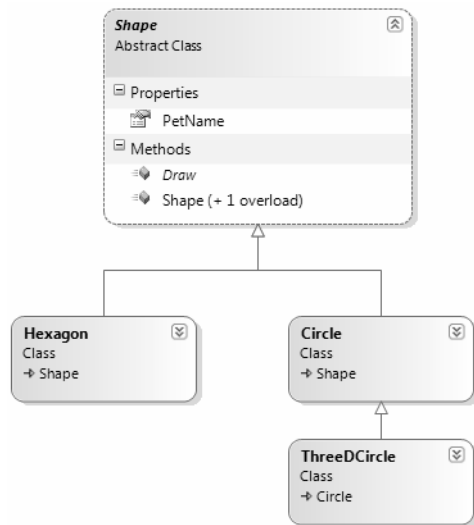 Shape
Abstract Class
Properties
PetName
Methods
Draw
Shape (+ 1 overload)
Hexagon
Class
Shape
Circle
Class
Shape
ThreeDCircle
Class
Circle